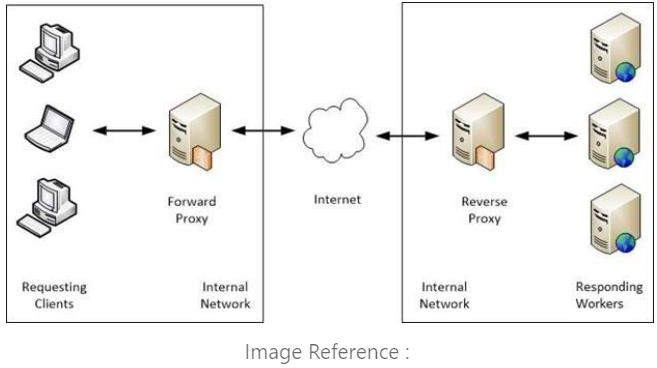 Forward
Proxy
Internet
Reverse
Proxy
Requesting
Clients
Internal
Network
Internal
Network
Responding
Workers
Image Reference :